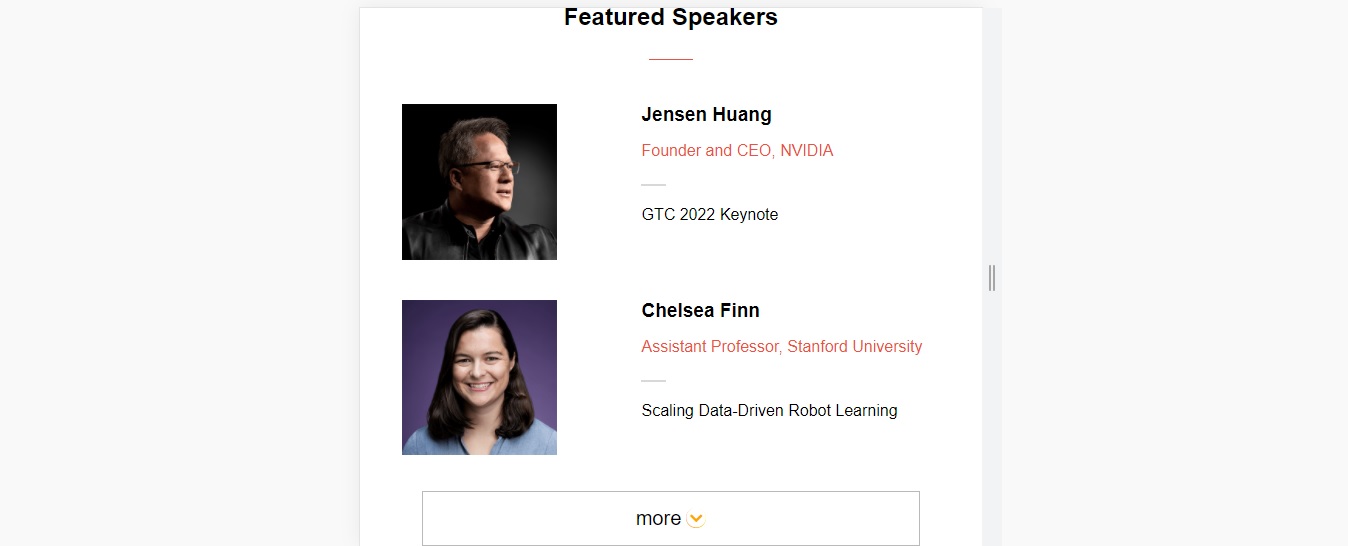 Featured Speakers
Jensen Huang
Founder and CEO, NVIDIA
GTC 2022 Keynote
Chelsea Finn
Assistant Professor, Stanford University
Scaling Data-Driven Robot Learning
more